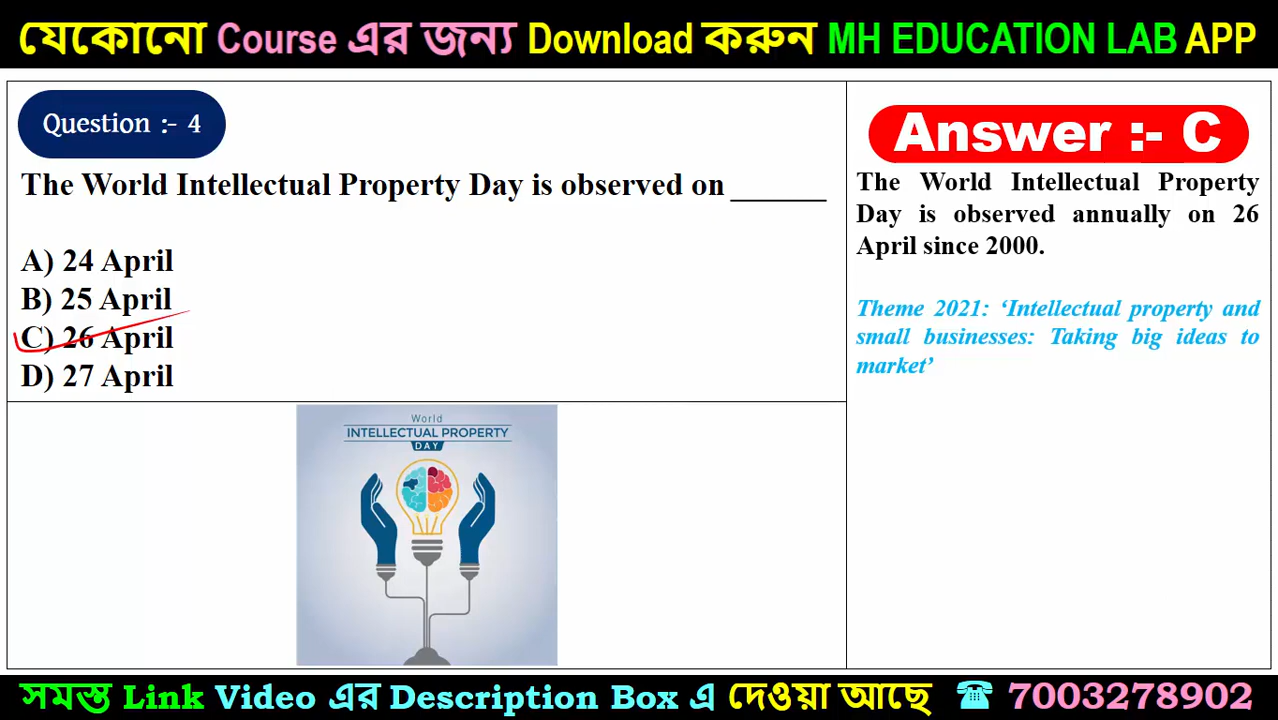 যেকোনো Course এর জন্য Download করুন MH EDUCATION LAB APP
Question :- 4
The World Intellectual Property Day is observed on ______
A) 24 April
B) 25 April
C) 26 April
D) 27 April
World
INTELLECTUAL PROPERTY
DAY
Answer :- C
The World Intellectual Property
Day is observed annually on 26
April since 2000.
Theme 2021: ‘Intellectual property and
small businesses: Taking big ideas to
market’
সমস্ত Link Video এর Description Box এ দেওয়া আছে ☎ 7003278902